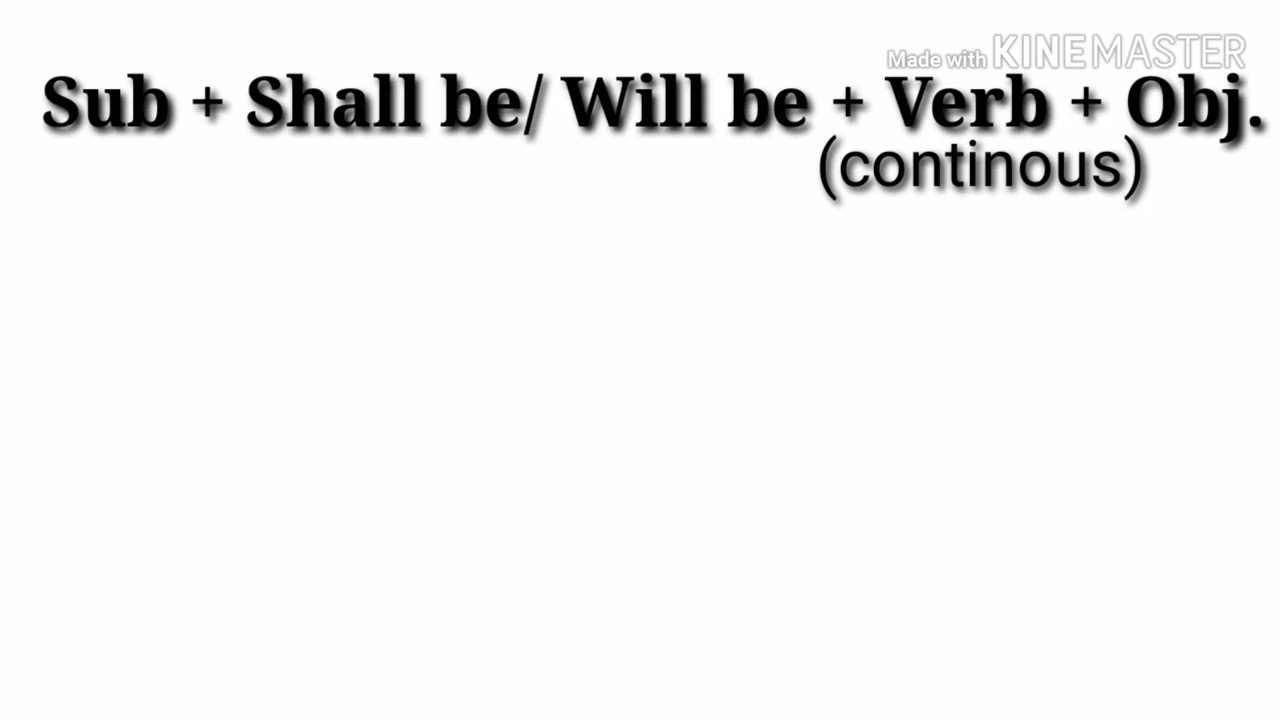 Made with KINEMASTER
Sub + Shall be/ Will be + Verb + Obj.
(continous)